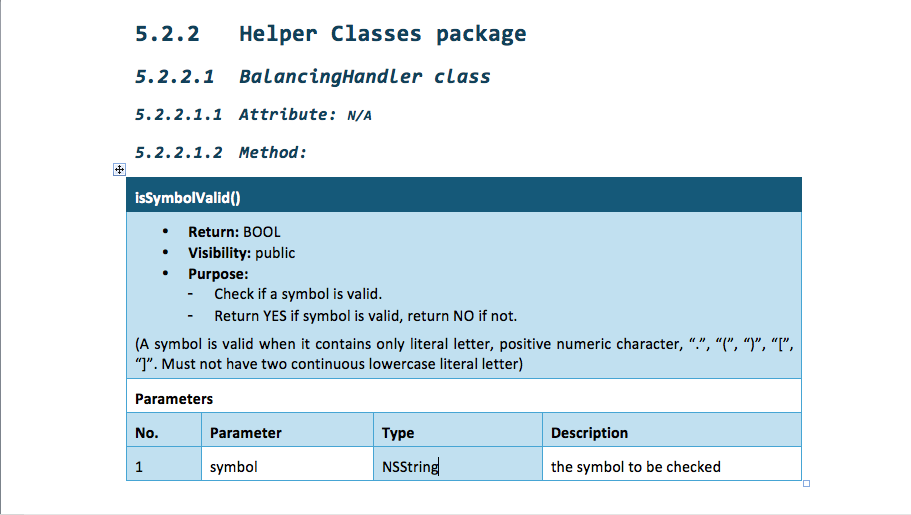 5.2.2 Helper Classes package
5.2.2.1 BalancingHandler class
5.2.2.1.1 Attribute: N/A
5.2.2.1.2 Method:
isSymbolValid()
• Return: BOOL
• Visibility: public
• Purpose:
- Check if a symbol is valid.
- Return YES if symbol is valid, return NO if not.
(A symbol is valid when it contains only literal letter, positive numeric character, “.”, “(”, “)”, “[”,
“]”. Must not have two continuous lowercase literal letter)
Parameters
No. Parameter Type Description
1 symbol NSString the symbol to be checked